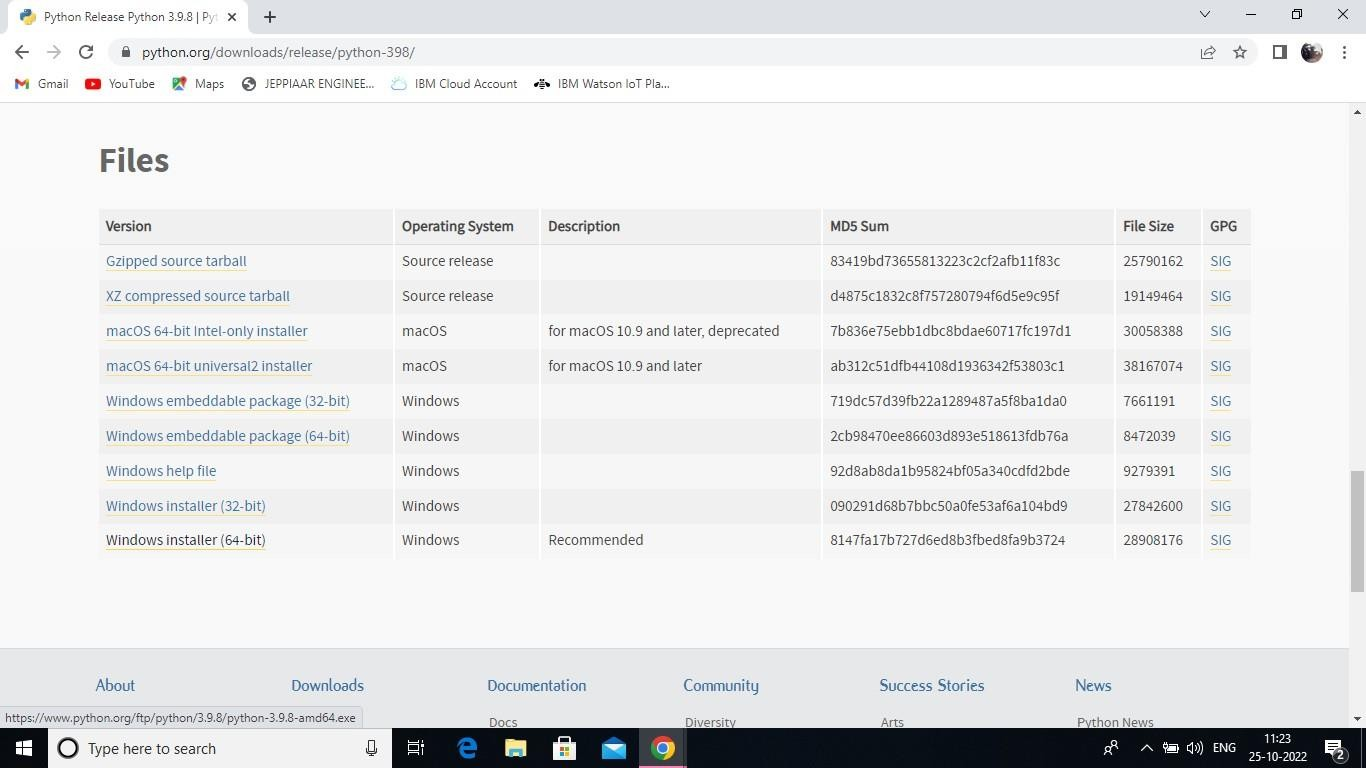 Python Release Python 3.9.8 | Pyt
python.org/downloads/release/python-398/
Gmail YouTube Maps JEPPIAAR ENGINEE... IBM Cloud Account IBM Watson IoT Pla...
Files
Version Operating System Description MD5 Sum File Size GPG
Gzipped source tarball Source release 83419bd73655813223c2cf2afb11f83c 25790162 SIG
XZ compressed source tarball Source release d4875c1832c8f757280794f6d5e9c95f 19149464 SIG
macOS 64-bit Intel-only installer macOS for macOS 10.9 and later, deprecated 7b836e75ebb1dbc8bdae60717fc197d1 30058388 SIG
macOS 64-bit universal2 installer macOS for macOS 10.9 and later ab312c51dfb44108d1936342f53803c1 38167074 SIG
Windows embeddable package (32-bit) Windows 719dc57d39fb22a1289487a5f8ba1da0 7661191 SIG
Windows embeddable package (64-bit) Windows 2cb98470ee86603d893e518613fdb76a 8472039 SIG
Windows help file Windows 92d8ab8da1b95824bf05a340cdfd2bde 9279391 SIG
Windows installer (32-bit) Windows 090291d68b7bbc50a0fe53af6a104bd9 27842600 SIG
Windows installer (64-bit) Windows Recommended 8147fa17b727d6ed8b3fbed8fa9b3724 28908176 SIG
About Downloads Documentation Community Success Stories News
https://www.python.org/ftp/python/3.9.8/python-3.9.8-amd64.exe Docs Diversity Arts Python News
Type here to search ENG 11:23
25-10-2022 2